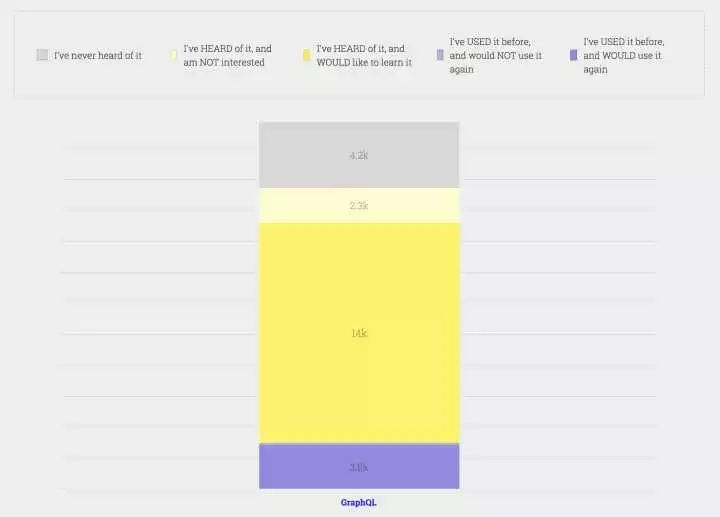 I've never heard of it
I've HEARD of it, and
am NOT interested
I've HEARD of it, and
WOULD like to learn it
I've USED it before,
and would NOT use it
again
I've USED it before,
and WOULD use it
again
4.2k
2.3k
14k
GraphQL